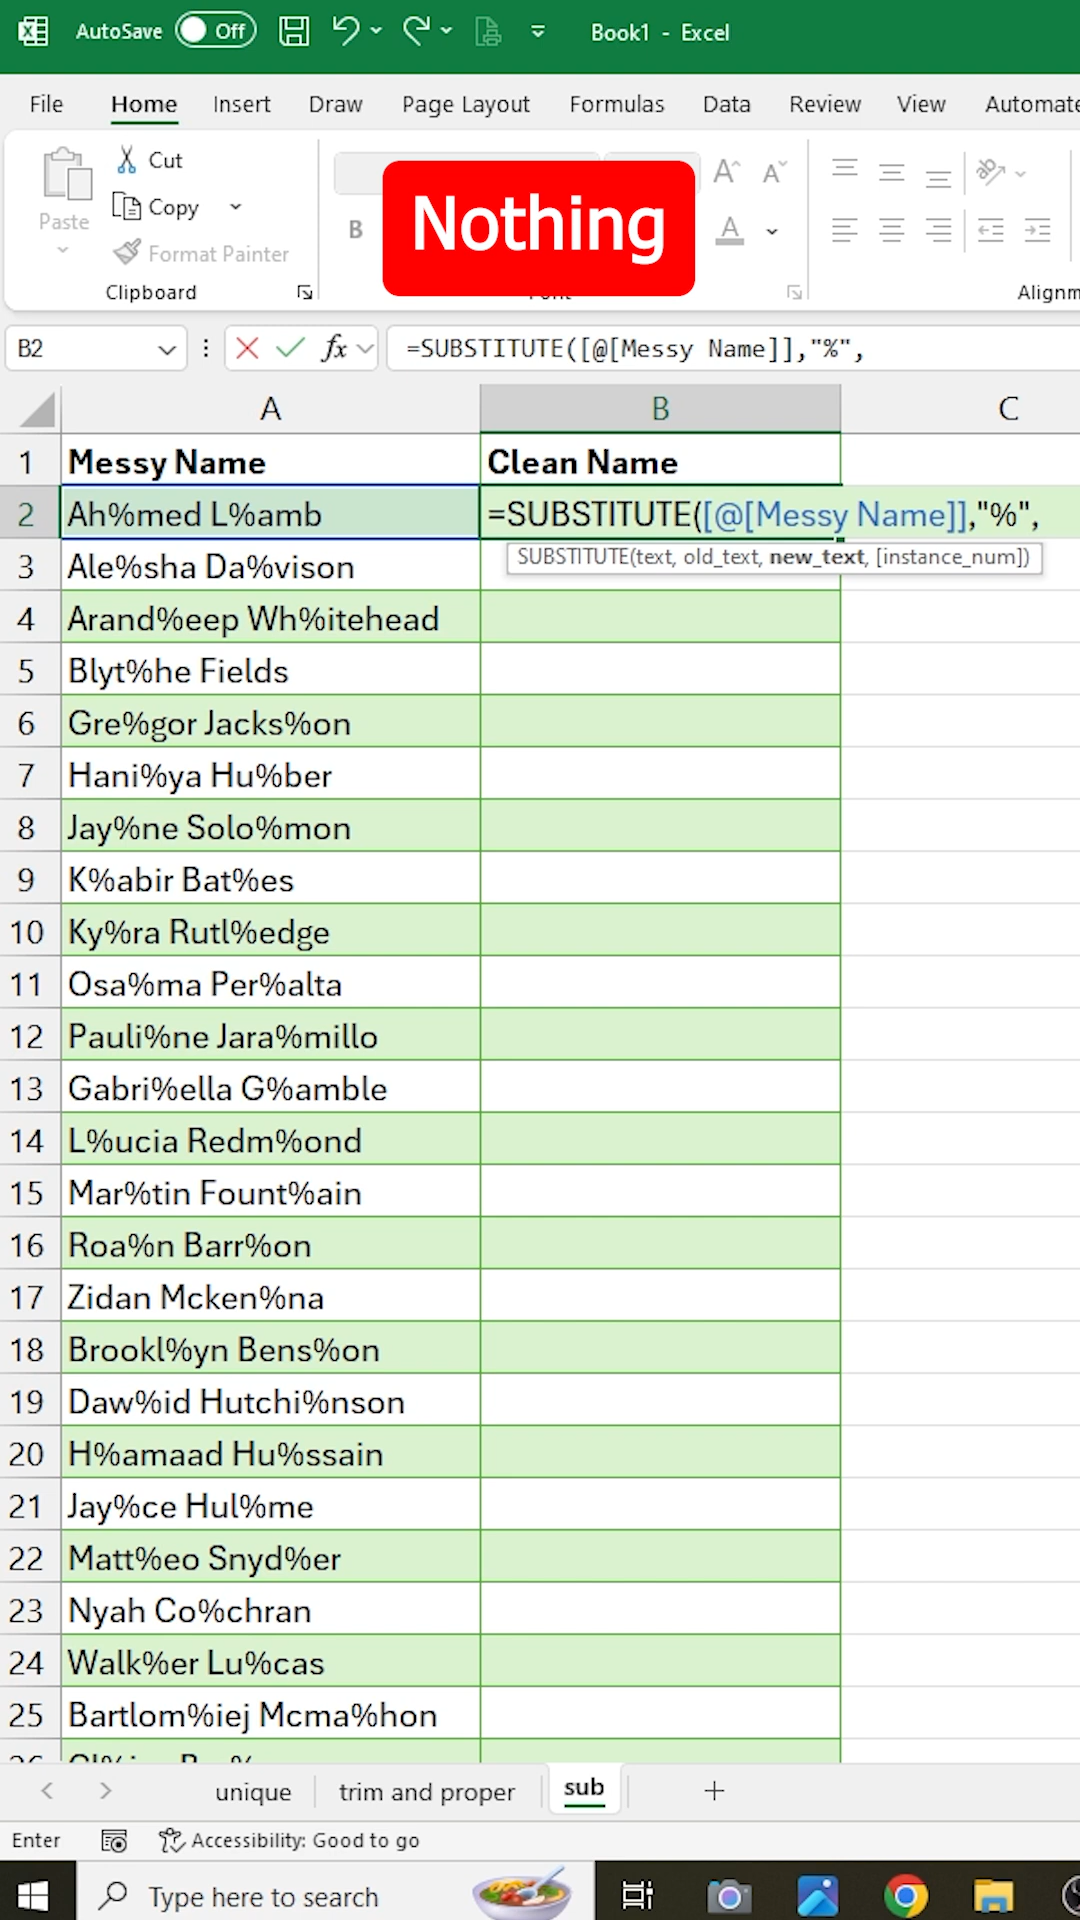 AutoSave Off Book1 - Excel
File Home Insert Draw Page Layout Formulas Data Review View Automate
Cut
Copy
Paste
Format Painter
Clipboard
Nothing
B
Alignm
B2 fx =SUBSTITUTE([@[Messy Name]],"%",
A B C
1 Messy Name Clean Name
2 Ah%med L%amb =SUBSTITUTE([@[Messy Name]],"%",
SUBSTITUTE(text, old_text, new_text, [instance_num])
3 Ale%sha Da%vison
4 Arand%eep Wh%itehead
5 Blyt%he Fields
6 Gre%gor Jacks%on
7 Hani%ya Hu%ber
8 Jay%ne Solo%mon
9 K%abir Bat%es
10 Ky%ra Rutl%edge
11 Osa%ma Per%alta
12 Pauli%ne Jara%millo
13 Gabri%ella G%amble
14 L%ucia Redm%ond
15 Mar%tin Fount%ain
16 Roa%n Barr%on
17 Zidan Mcken%na
18 Brookl%yn Bens%on
19 Daw%id Hutchi%nson
20 H%amaad Hu%ssain
21 Jay%ce Hul%me
22 Matt%eo Snyd%er
23 Nyah Co%chran
24 Walk%er Lu%cas
25 Bartlom%iej Mcma%hon
unique trim and proper sub
Enter Accessibility: Good to go
Type here to search